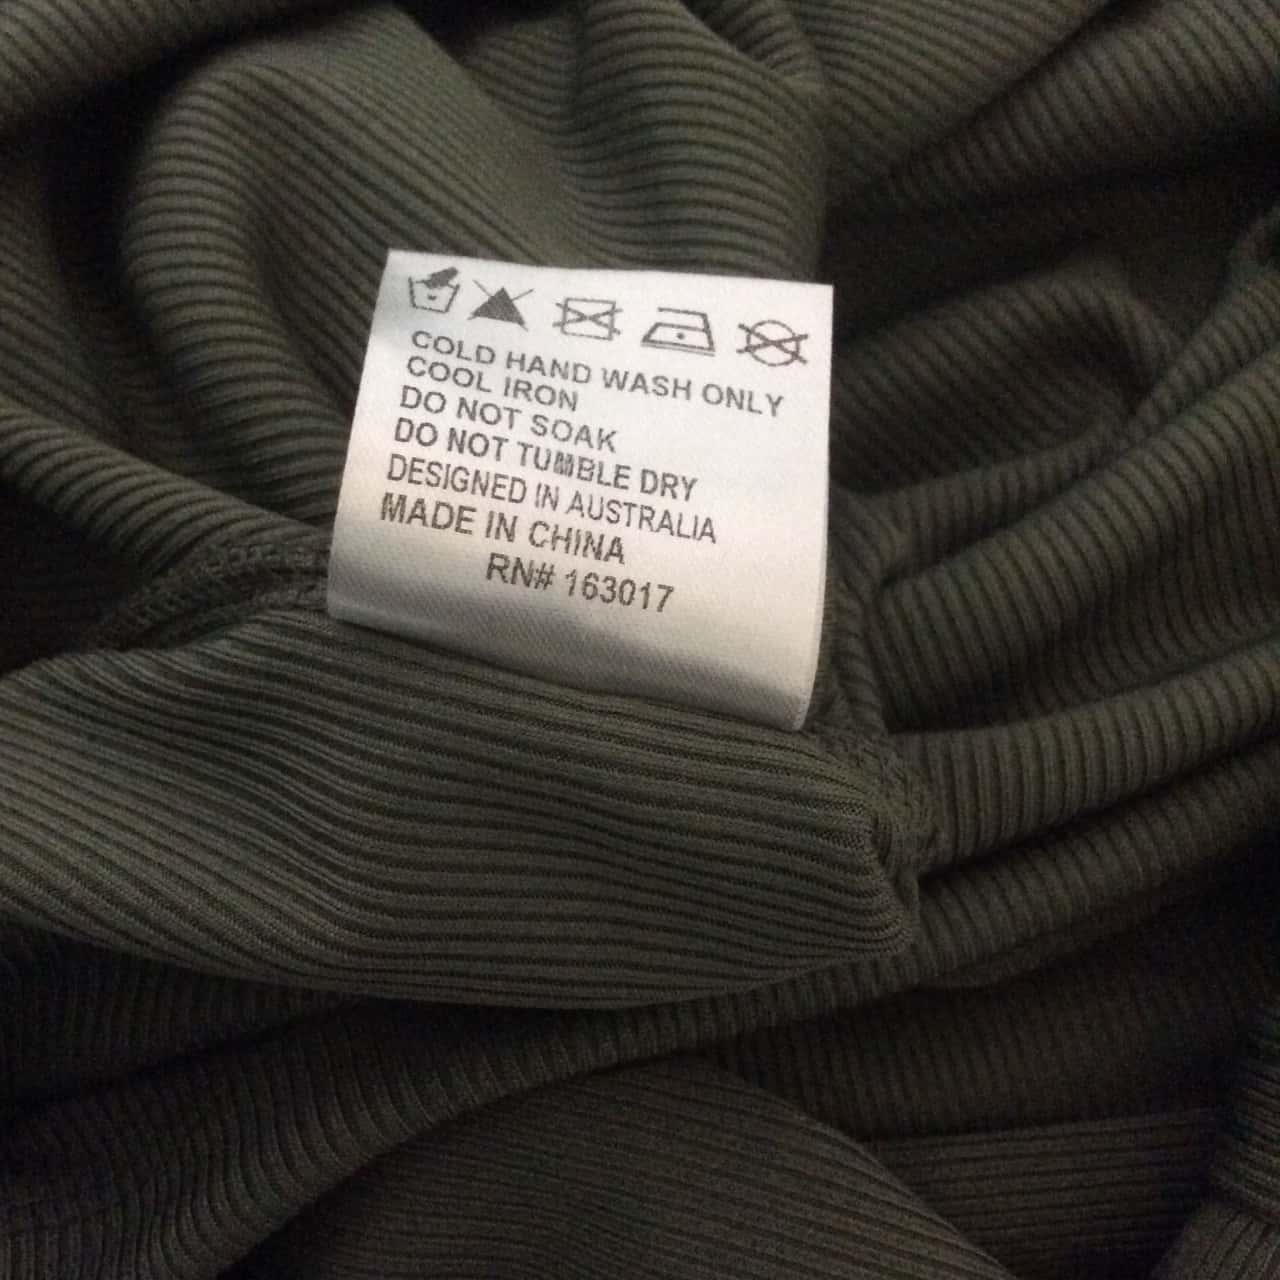 COLD HAND WASH ONLY
COOL IRON
DO NOT SOAK
DO NOT TUMBLE DRY
DESIGNED IN AUSTRALIA
MADE IN CHINA
RN# 163017